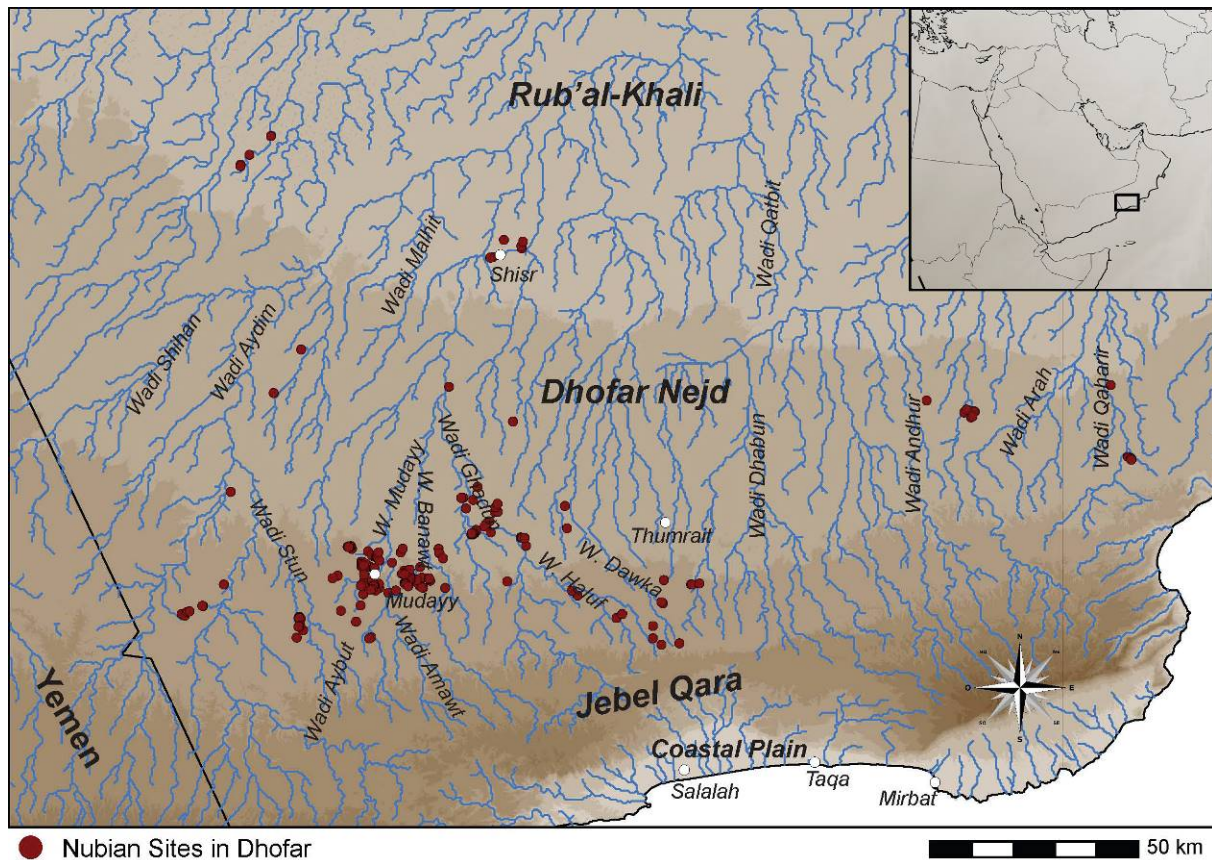 Rub'al-Khali
Wadi Qatbit
Wadi Malhit
Shisr
Wadi Shihan
Wadi Aydim
Dhofar Nejd
Wadi Arah
Wadi Qaharir
Wadi Andhur
Wadi Dhabun
Wadi Ghadun
W. Mudayy
W. Banawt
Wadi Stun
Thumrait
W. Dawka
W. Haluf
Mudayy
Wadi Aybut
Wadi Amawt
Yemen
Jebel Qara
N
O
E
S
Coastal Plain
Salalah
Taqa
Mirbat
Nubian Sites in Dhofar
50 km